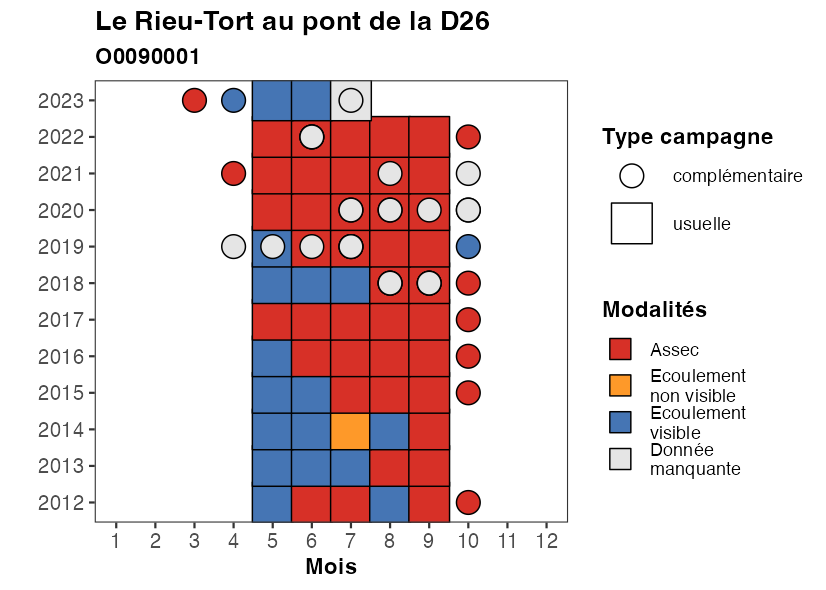 Le Rieu-Tort au pont de la D26
O0090001
2023
2022
2021
2020
2019
2018
2017
2016
2015
2014
2013
2012
1 2 3 4 5 6 7 8 9 10 11 12
Mois
Type campagne
complémentaire
usuelle
Modalités
Assec
Ecoulement
non visible
Ecoulement
visible
Donnée
manquante